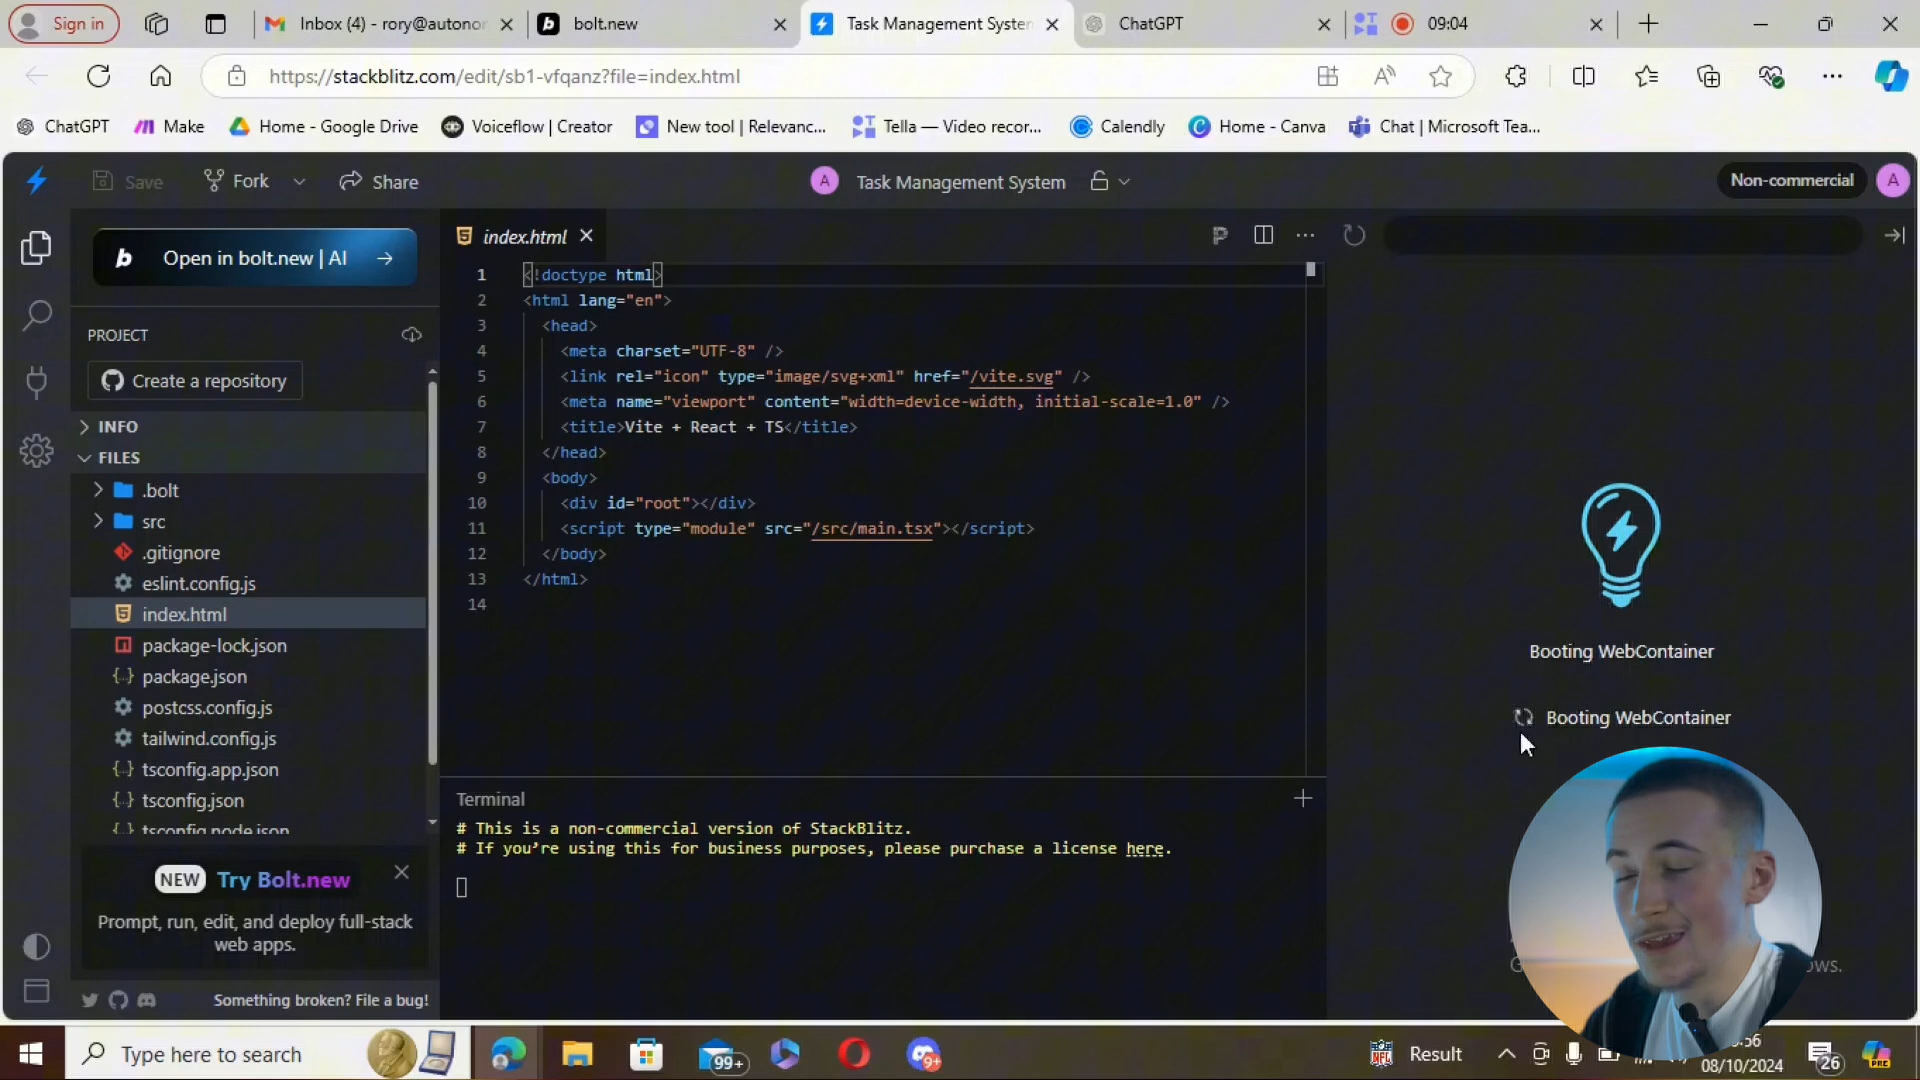 Sign in
Inbox (4) - rory@autonor
bolt.new
Task Management System
ChatGPT
09:04
https://stackblitz.com/edit/sb1-vfqanz?file=index.html
ChatGPT
Make
Home - Google Drive
Voiceflow | Creator
New tool | Relevanc...
Tella — Video recor...
Calendly
Home - Canva
Chat | Microsoft Tea...
Save
Fork
Share
A
Task Management System
Non-commercial
A
b Open in bolt.new | AI
PROJECT
Create a repository
INFO
FILES
.bolt
src
.gitignore
eslint.config.js
index.html
package-lock.json
package.json
postcss.config.js
tailwind.config.js
tsconfig.app.json
tsconfig.json
tsconfig.node.json
NEW Try Bolt.new
Prompt, run, edit, and deploy full-stack
web apps.
Something broken? File a bug!
index.html
1 <!doctype html>
2 <html lang="en">
3 <head>
4 <meta charset="UTF-8" />
5 <link rel="icon" type="image/svg+xml" href="/vite.svg" />
6 <meta name="viewport" content="width=device-width, initial-scale=1.0" />
7 <title>Vite + React + TS</title>
8 </head>
9 <body>
10 <div id="root"></div>
11 <script type="module" src="/src/main.tsx"></script>
12 </body>
13 </html>
14
Terminal
# This is a non-commercial version of StackBlitz.
# If you're using this for business purposes, please purchase a license here.
Booting WebContainer
Booting WebContainer
Type here to search
99+
9+
Result
08/10/2024
26